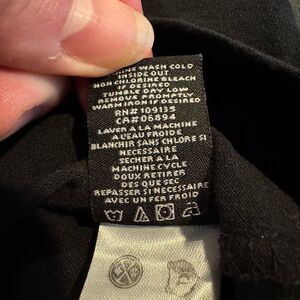 MACHINE WASH COLD
INSIDE OUT
NON CHLORINE BLEACH
IF DESIRED
TUMBLE DRY LOW
REMOVE PROMPTLY
WARM IRON IF DESIRED
RN#109135
CA#06894
LAVER A LA MACHINE
A L'EAU FROIDE
BLANCHIR SANS CHLORE SI
NECESSAIRE
SECHER A LA
MACHINE CYCLE
DOUX RETIRER
DES QUE SEC
REPASSER SI NECESSAIRE
AVEC UN FER FROID